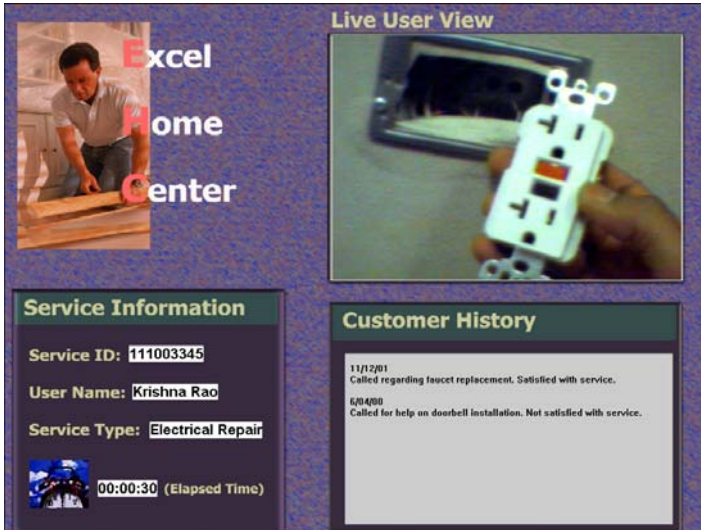 Excel
Home
Center
Live User View
Service Information
Service ID: 111003345
User Name: Krishna Rao
Service Type: Electrical Repair
00:00:30 (Elapsed Time)
Customer History
11/12/01
Called regarding faucet replacement. Satisfied with service.
6/04/00
Called for help on doorbell installation. Not satisfied with service.